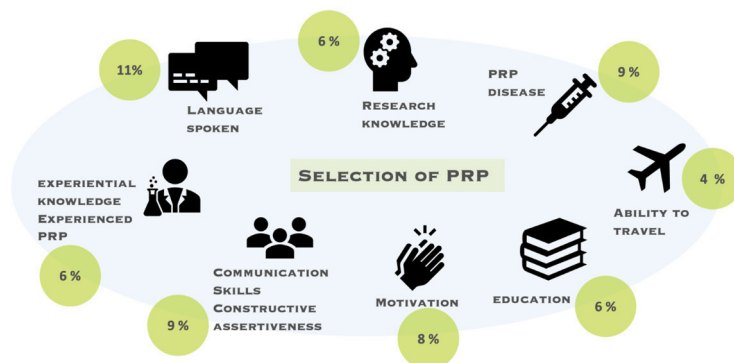 11%
LANGUAGE
SPOKEN
6 %
RESEARCH
KNOWLEDGE
PRP
DISEASE
9 %
SELECTION OF PRP
EXPERIENTIAL
KNOWLEDGE
EXPERIENCED
PRP
6 %
COMMUNICATION
SKILLS
CONSTRUCTIVE
ASSERTIVENESS
9 %
MOTIVATION
8 %
EDUCATION
6 %
ABILITY TO
TRAVEL
4 %